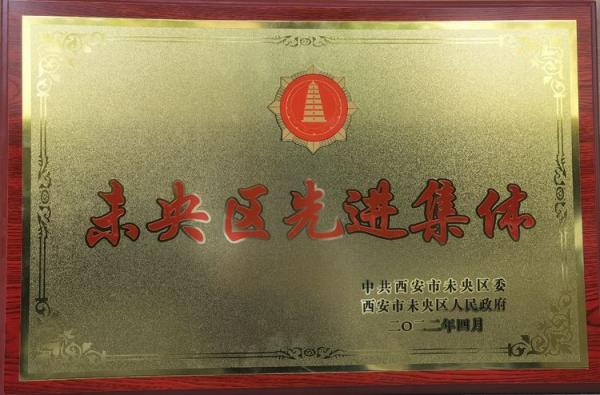 未央区先进集体
中共西安市未央区委
西安市未央区人民政府
二〇二二年四月